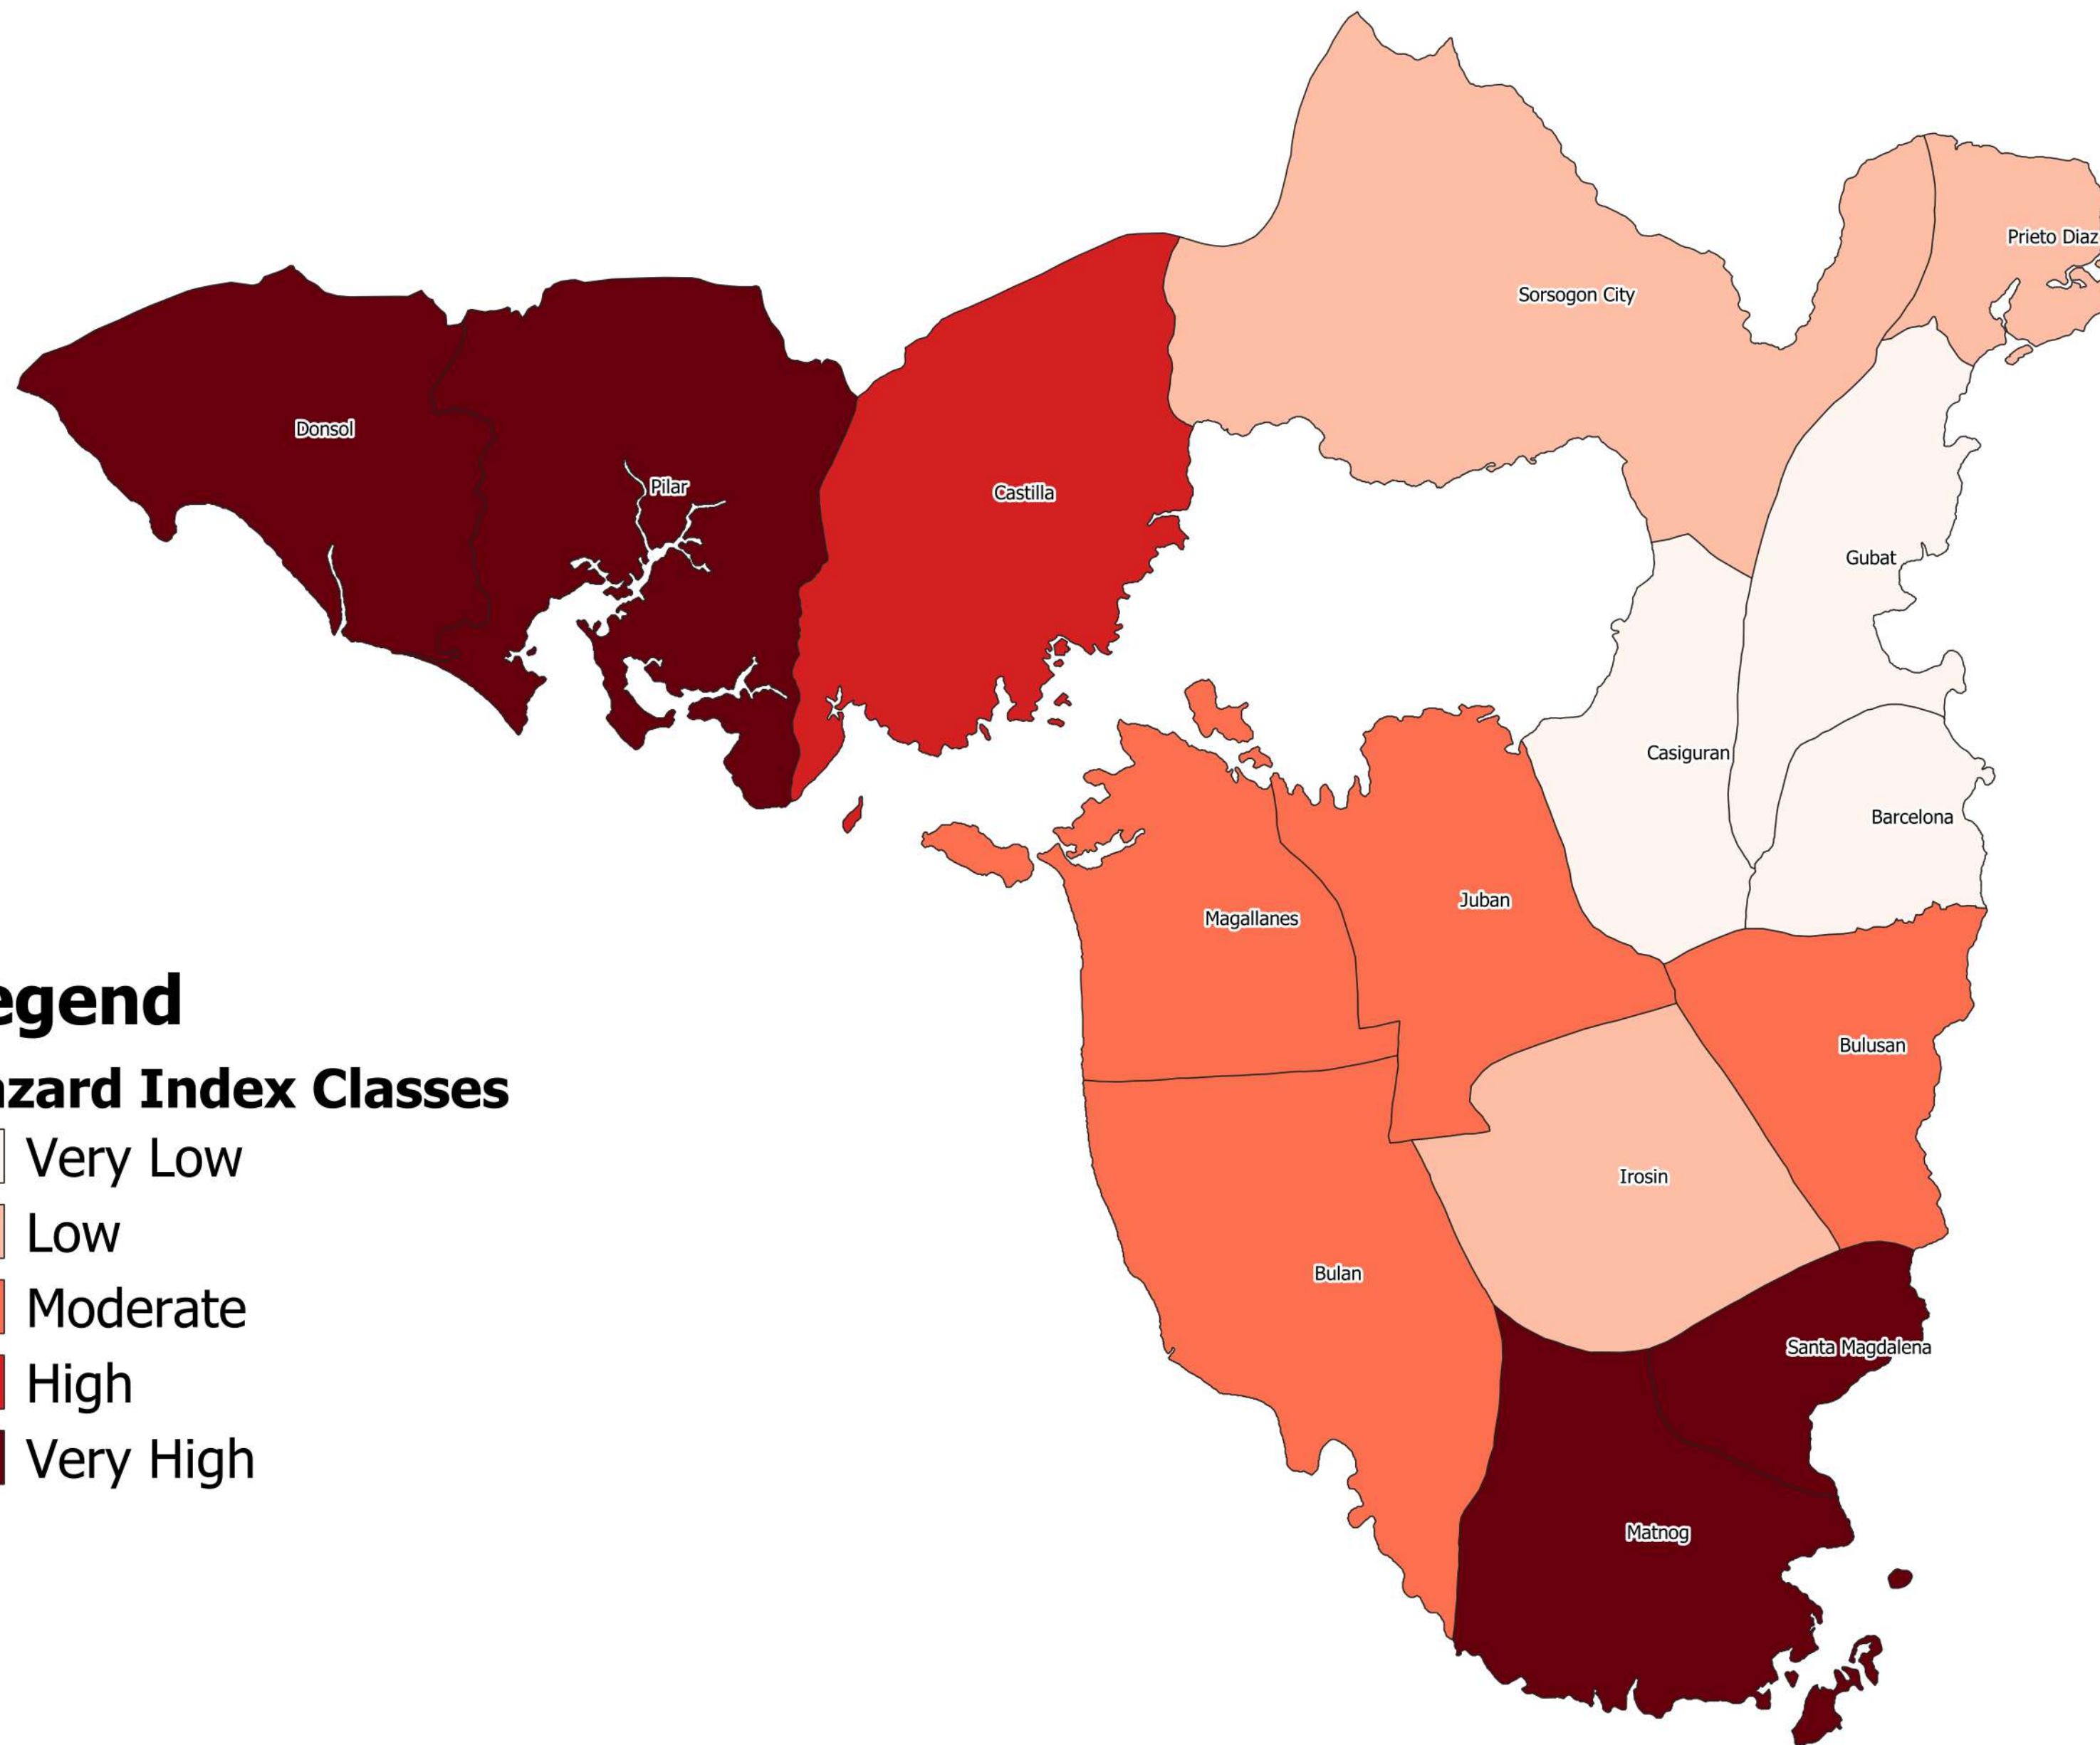 Prieto Diaz
Sorsogon City
Donsol
Pilar
Castilla
Gubat
Casiguran
Barcelona
Juban
Magallanes
Bulusan
Irosin
Bulan
Santa Magdalena
Matnog
egend
azard Index Classes
Very Low
Low
Moderate
High
Very High